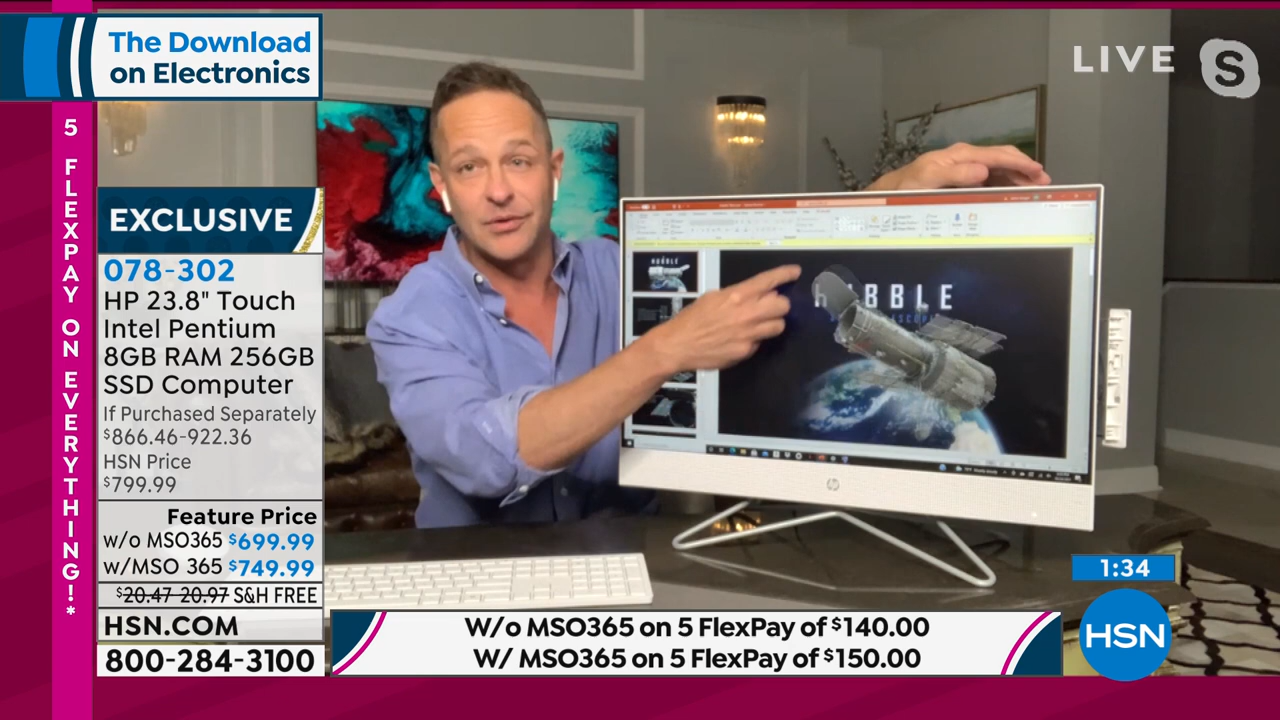 The Download
on Electronics
LIVE
S
5 FLEXPAY ON EVERYTHING!*
EXCLUSIVE
078-302
HP 23.8" Touch
Intel Pentium
8GB RAM 256GB
SSD Computer
If Purchased Separately
$866.46-922.36
HSN Price
$799.99
Feature Price
w/o MSO365 $699.99
w/MSO 365 $749.99
$20.47-20.97 S&H FREE
HSN.COM
800-284-3100
HUBBLE
HUBBLE
hp
1:34
HSN
W/o MSO365 on 5 FlexPay of $140.00
W/ MSO365 on 5 FlexPay of $150.00